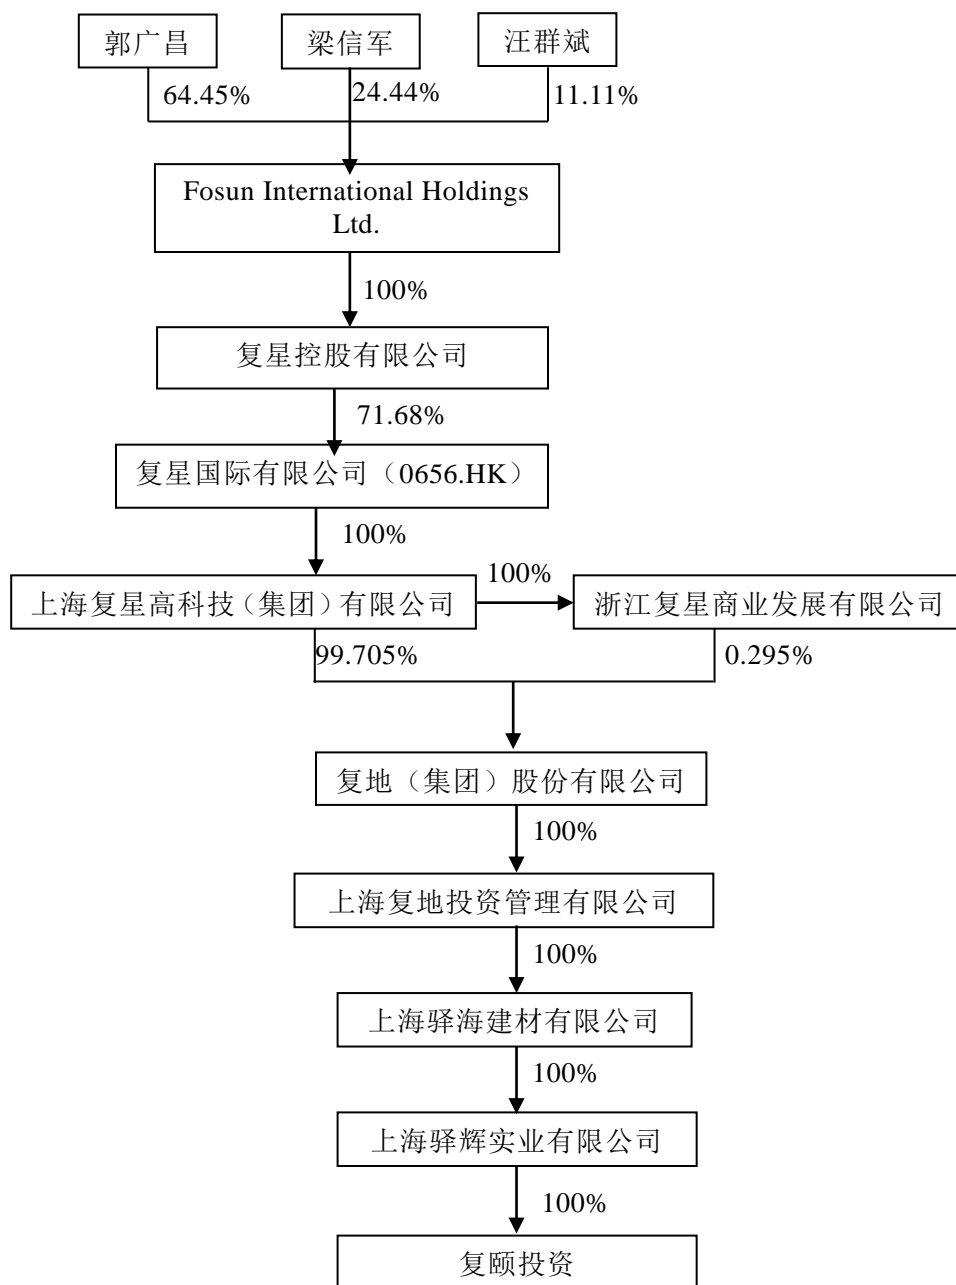 郭广昌
梁信军
汪群斌
64.45%
24.44%
11.11%
Fosun International Holdings
Ltd.
100%
复星控股有限公司
71.68%
复星国际有限公司（0656.HK）
100%
上海复星高科技（集团）有限公司
100%
浙江复星商业发展有限公司
99.705%
0.295%
复地（集团）股份有限公司
100%
上海复地投资管理有限公司
100%
上海驿海建材有限公司
100%
上海驿辉实业有限公司
100%
复颐投资